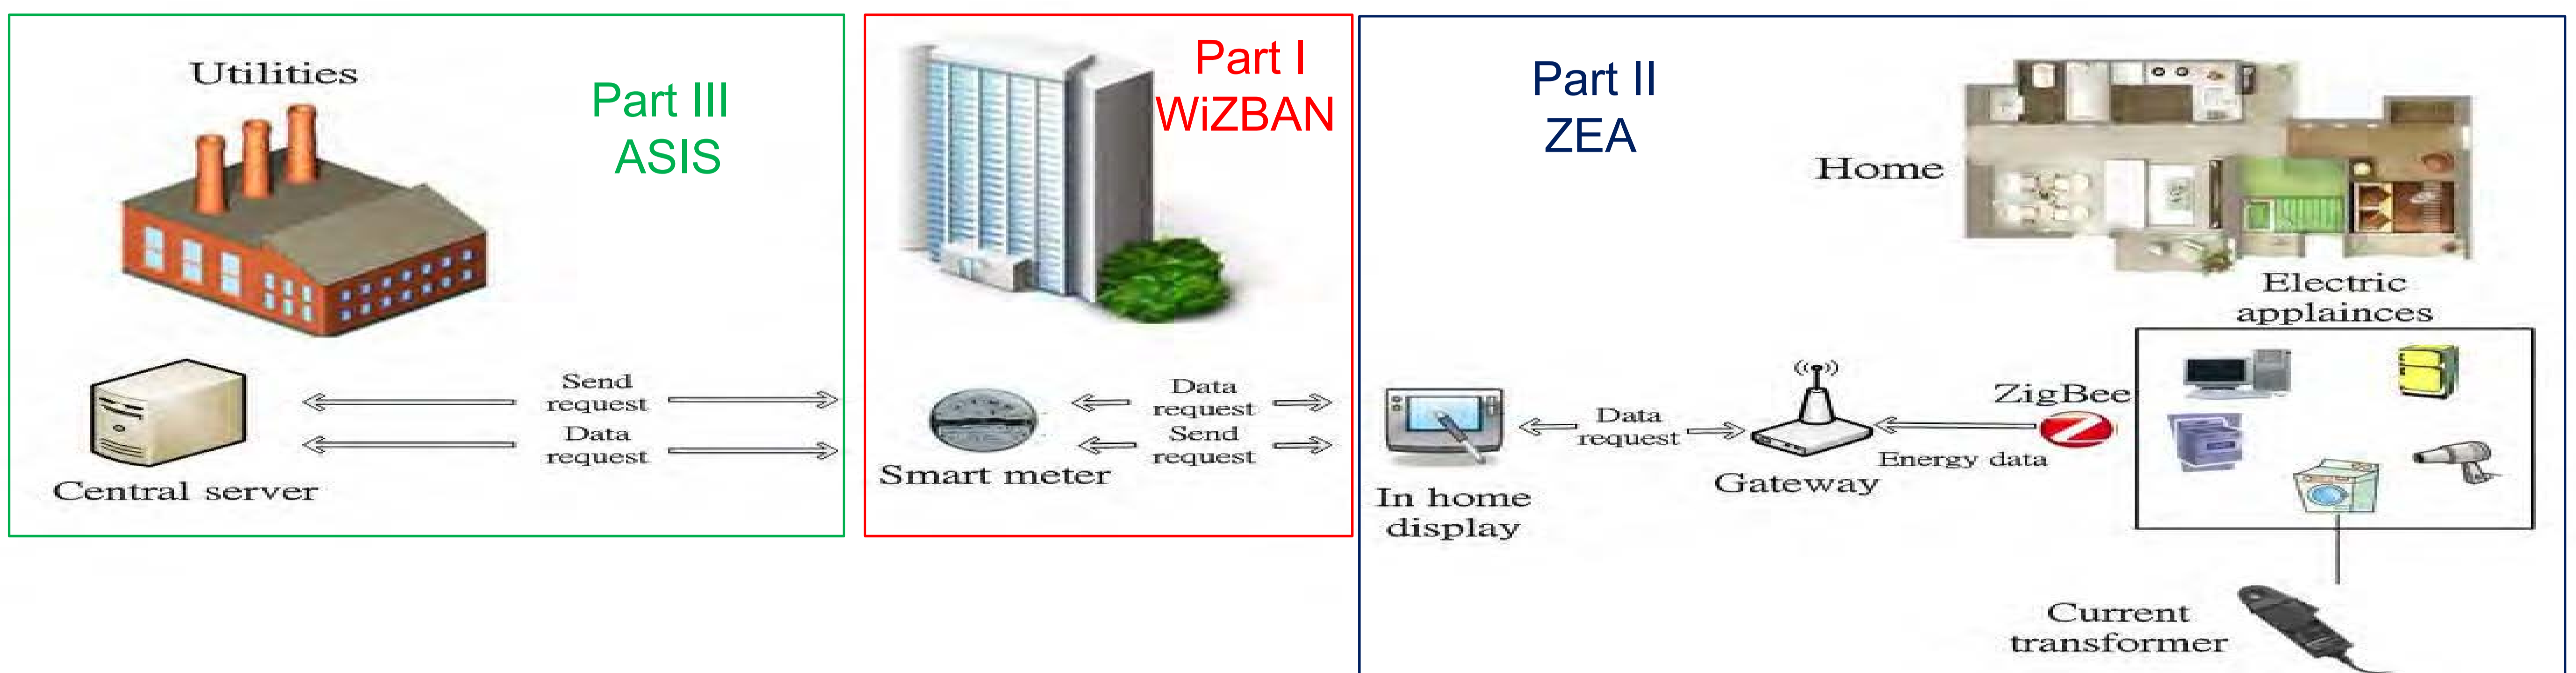 Utilities
Part III
ASIS
Send
request
Data
request
Central server
Part I
WiZBAN
Data
request
Send
request
Smart meter
Part II
ZEA
Home
Electric
applainces
ZigBee
Data
request
Energy data
Gateway
In home
display
Current
transformer